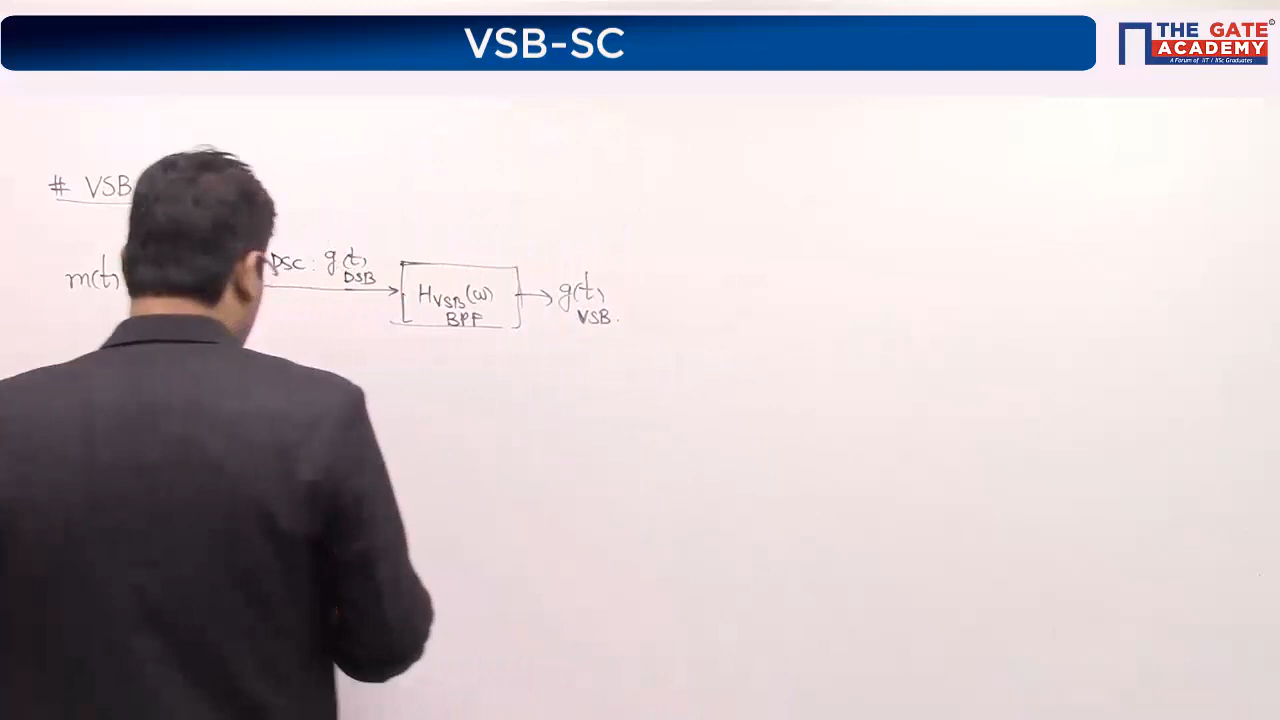 VSB-SC
THE GATE
ACADEMY
A Forum of IIT / IISc Graduates
# VSB
m(t)
DSC : g(t)
DSB
HVSB(ω)
BPF
g(t)
VSB.